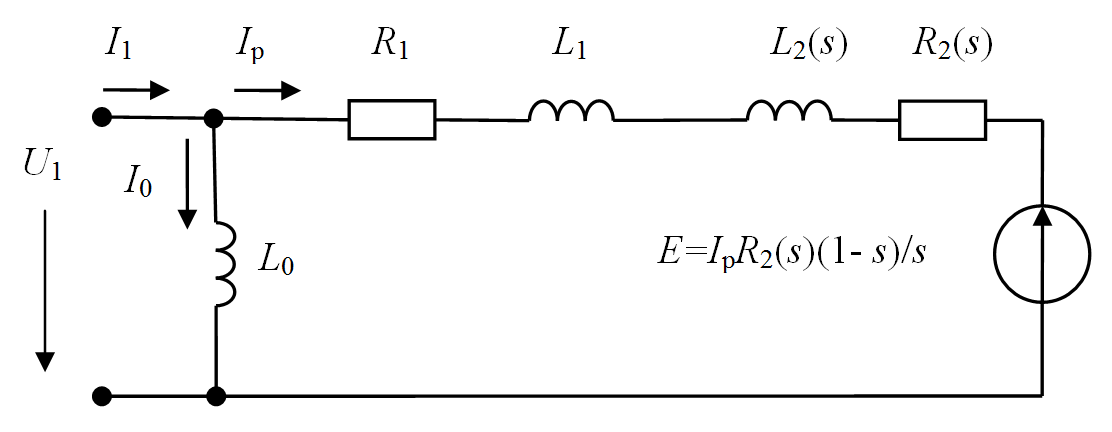 I1 Ip R1 L1 L2(s) R2(s)
U1 I0
L0 E=IpR2(s)(1- s)/s